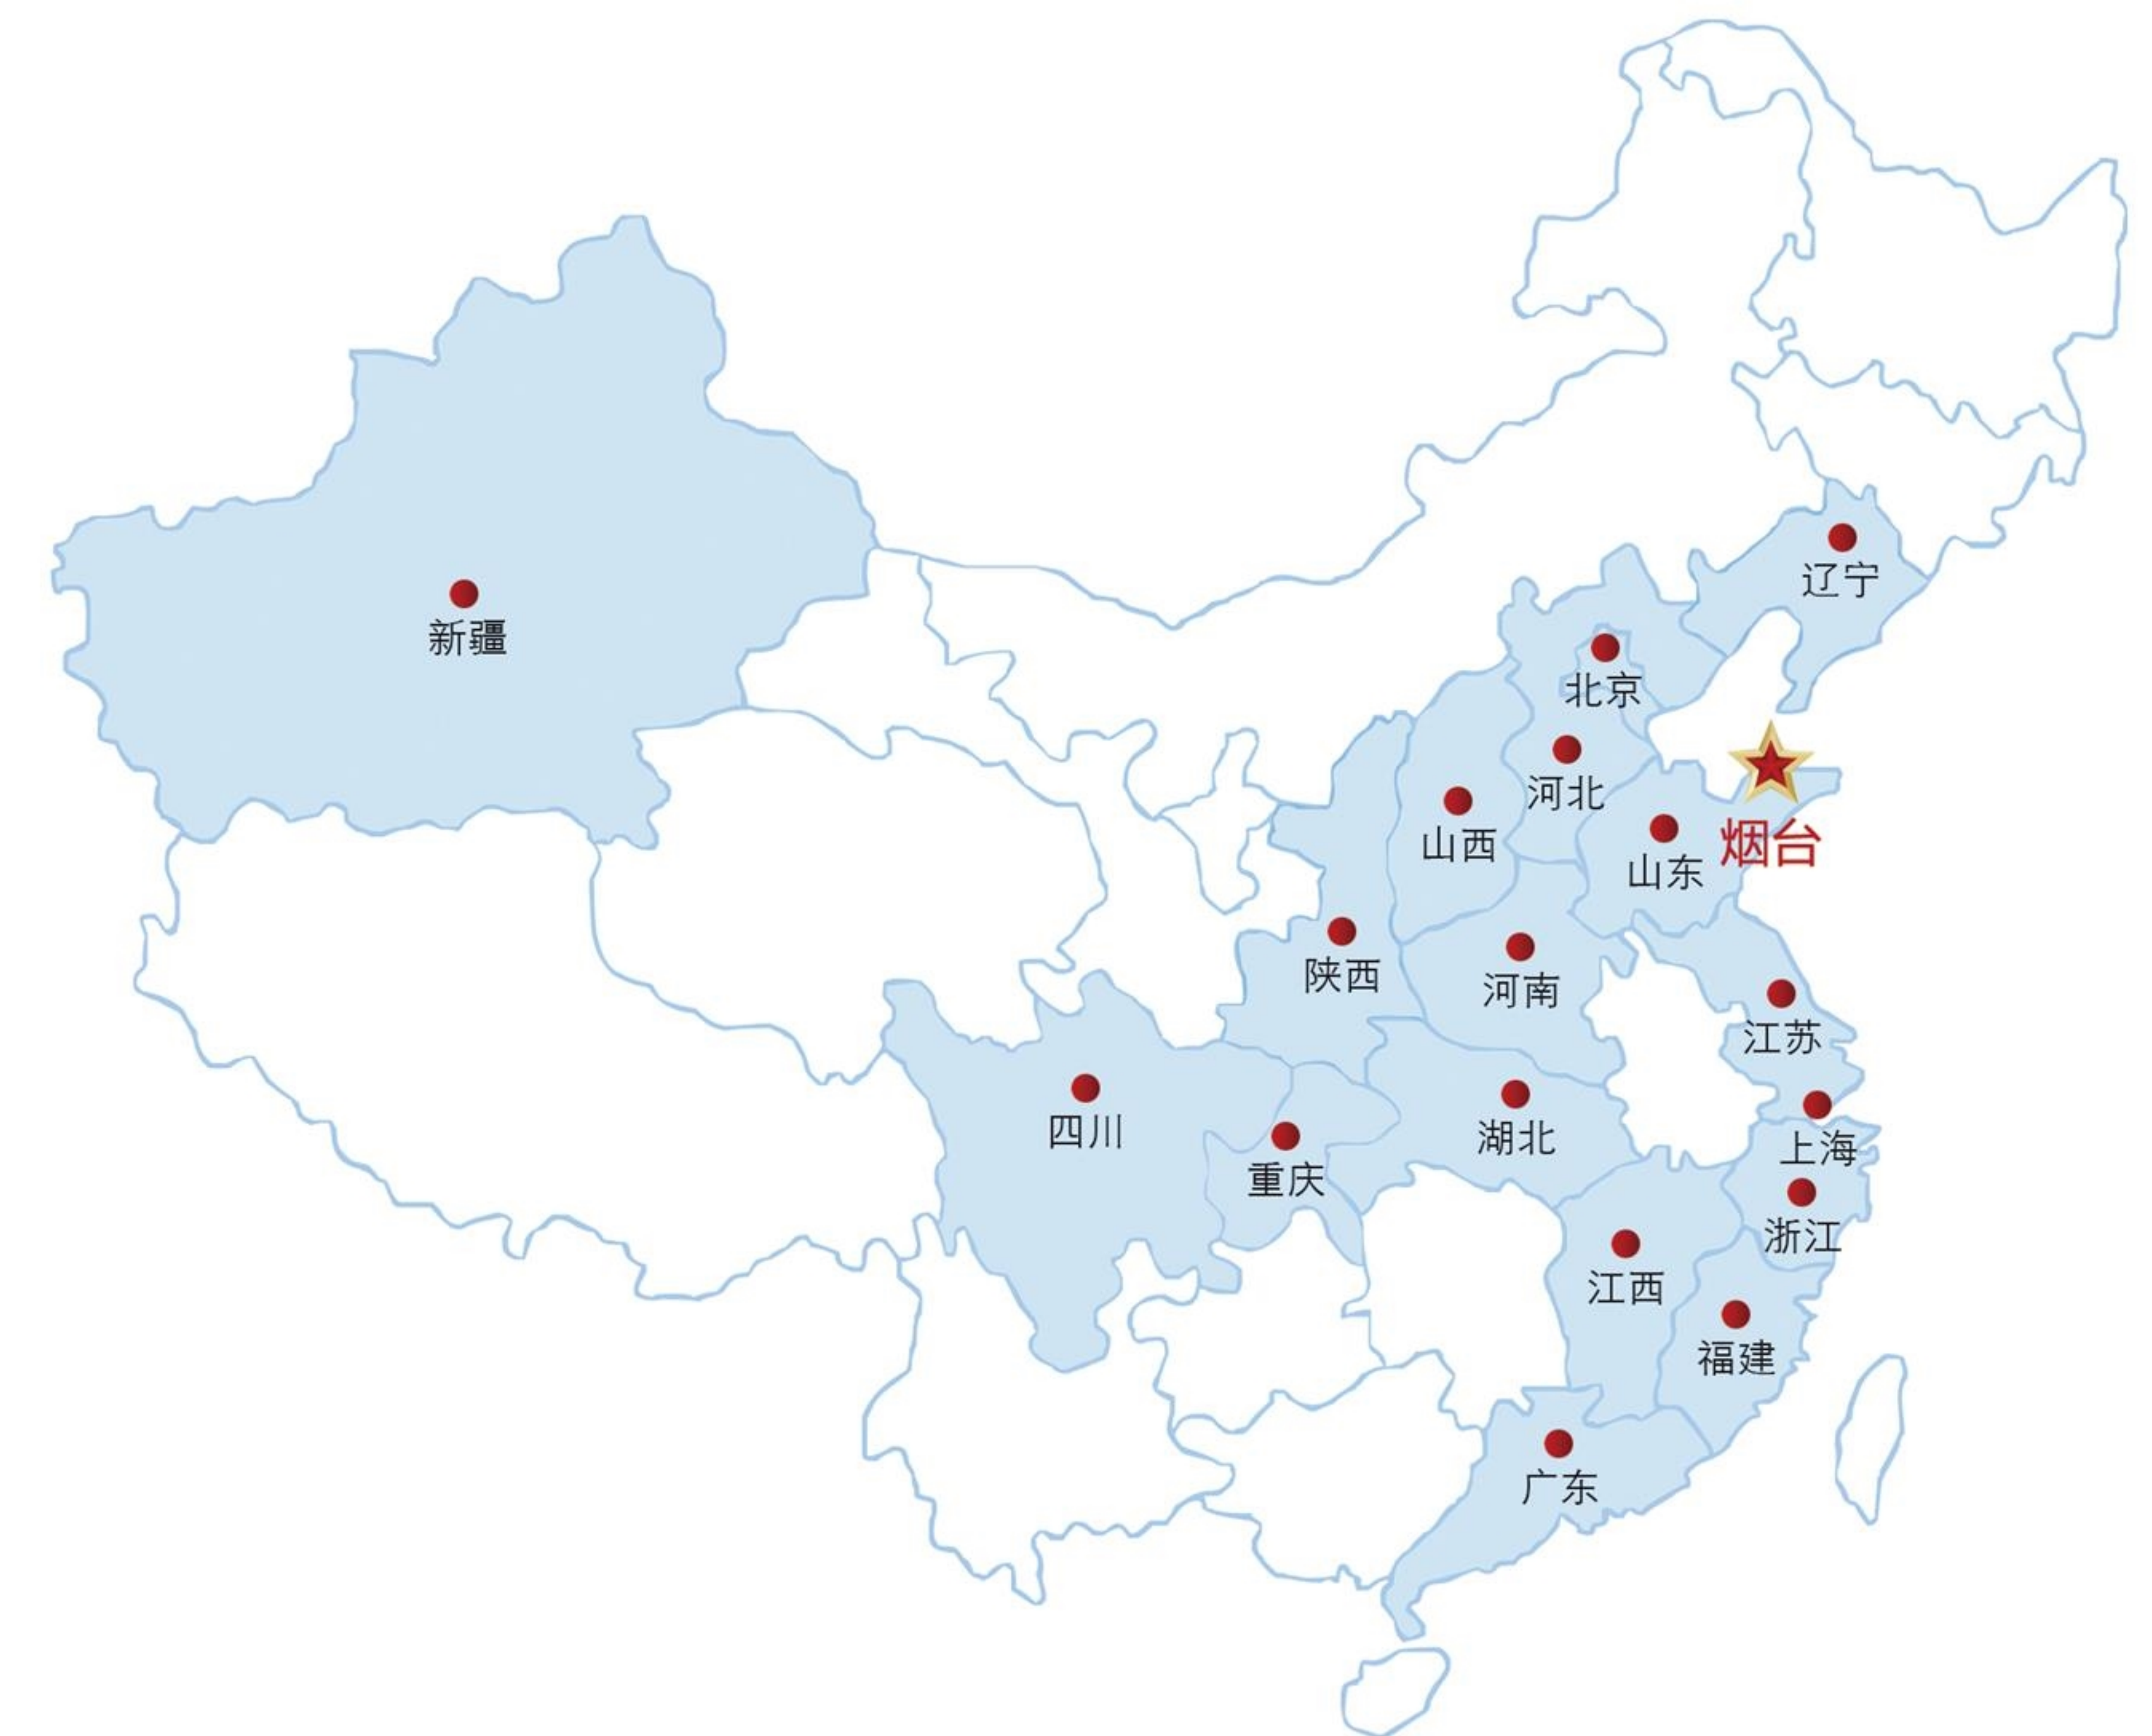 辽宁
新疆
北京
河北
山西
烟台
山东
陕西
河南
江苏
四川
湖北
上海
重庆
浙江
江西
福建
广东